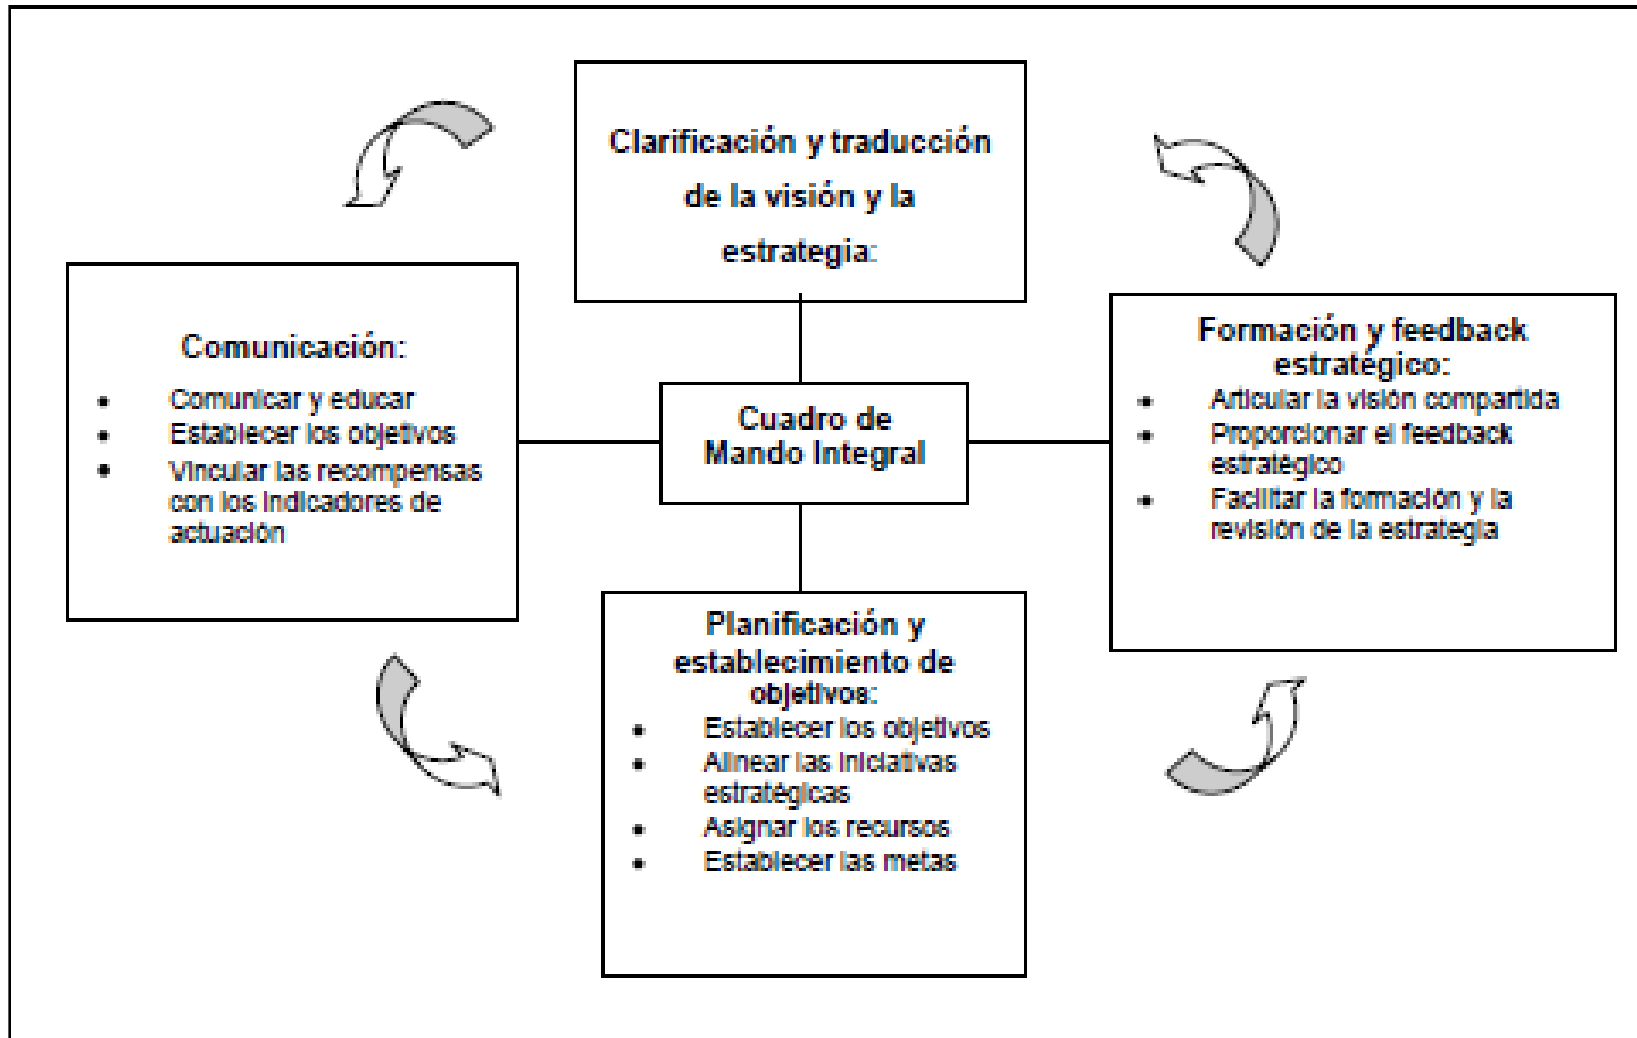 Clarificación y traducción
de la visión y la
estrategia:
Comunicación:
• Comunicar y educar
• Establecer los objetivos
• Vincular las recompensas
con los indicadores de
actuación
Cuadro de
Mando Integral
Formación y feedback
estratégico:
• Articular la visión compartida
• Proporcionar el feedback
estratégico
• Facilitar la formación y la
revisión de la estrategia
Planificación y
establecimiento de
objetivos:
• Establecer los objetivos
• Alinear las iniciativas
estratégicas
• Asignar los recursos
• Establecer las metas